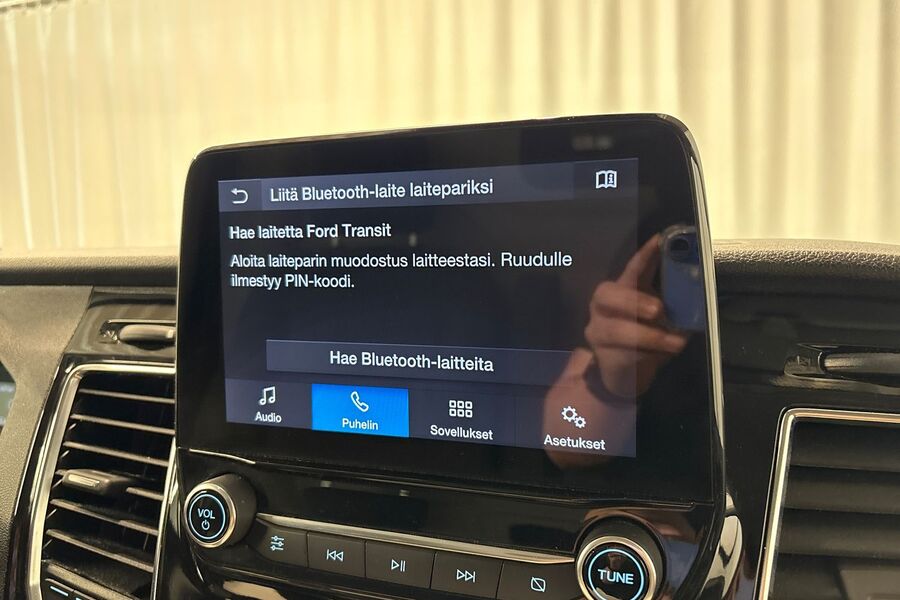 Liitä Bluetooth-laite laitepariksi
Hae laitetta Ford Transit
Aloita laiteparin muodostus laitteestasi. Ruudulle
ilmestyy PIN-koodi.
Hae Bluetooth-laitteita
Audio
Puhelin
Sovellukset
Asetukset
VOL
TUNE